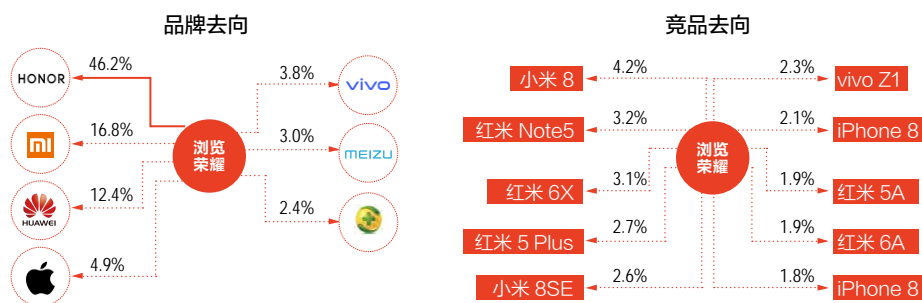 品牌去向
HONOR
46.2%
16.8%
HUAWEI
12.4%
4.9%
浏览
荣耀
3.8%
vivo
3.0%
MEIZU
2.4%
竞品去向
小米 8
4.2%
红米 Note5
3.2%
红米 6X
3.1%
红米 5 Plus
2.7%
小米 8SE
2.6%
浏览
荣耀
2.3%
vivo Z1
2.1%
iPhone 8
1.9%
红米 5A
1.9%
红米 6A
1.8%
iPhone 8